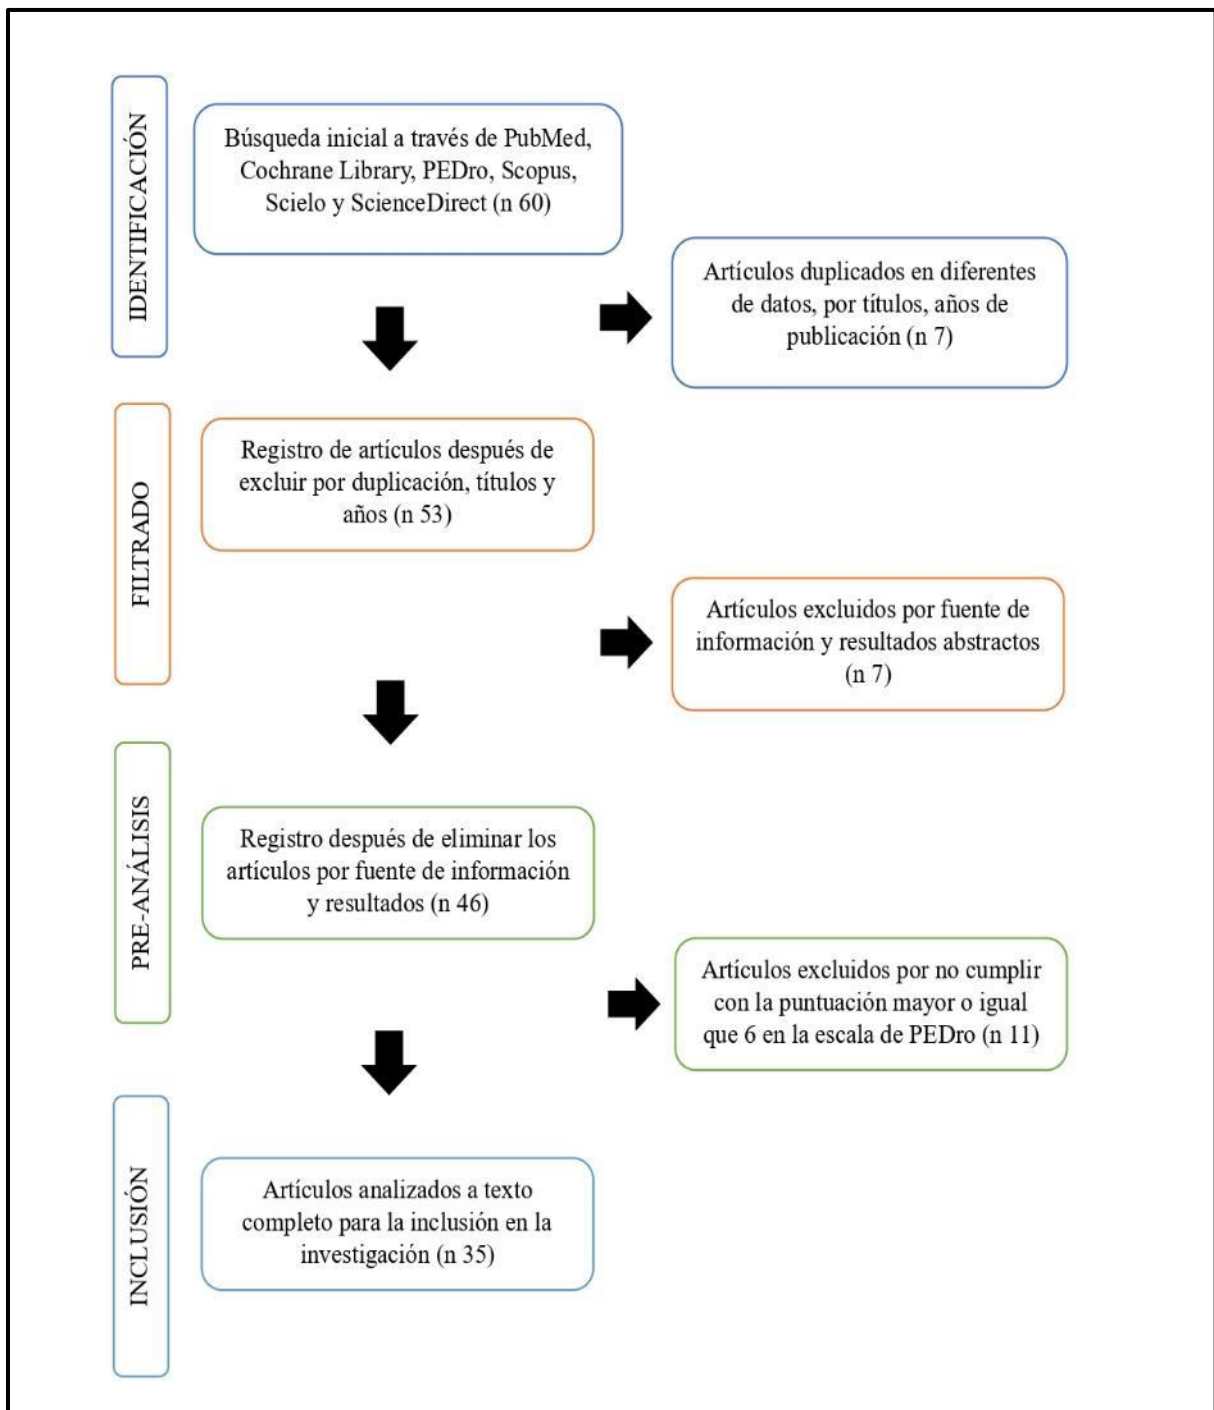 IDENTIFICACIÓN
Búsqueda inicial a través de PubMed,
Cochrane Library, PEDro, Scopus,
Scielo y ScienceDirect (n 60)
Artículos duplicados en diferentes
de datos, por títulos, años de
publicación (n 7)
FILTRADO
Registro de artículos después de
excluir por duplicación, títulos y
años (n 53)
Artículos excluidos por fuente de
información y resultados abstractos
(n 7)
PRE-ANÁLISIS
Registro después de eliminar los
artículos por fuente de información
y resultados (n 46)
Artículos excluidos por no cumplir
con la puntuación mayor o igual
que 6 en la escala de PEDro (n 11)
INCLUSIÓN
Artículos analizados a texto
completo para la inclusión en la
investigación (n 35)